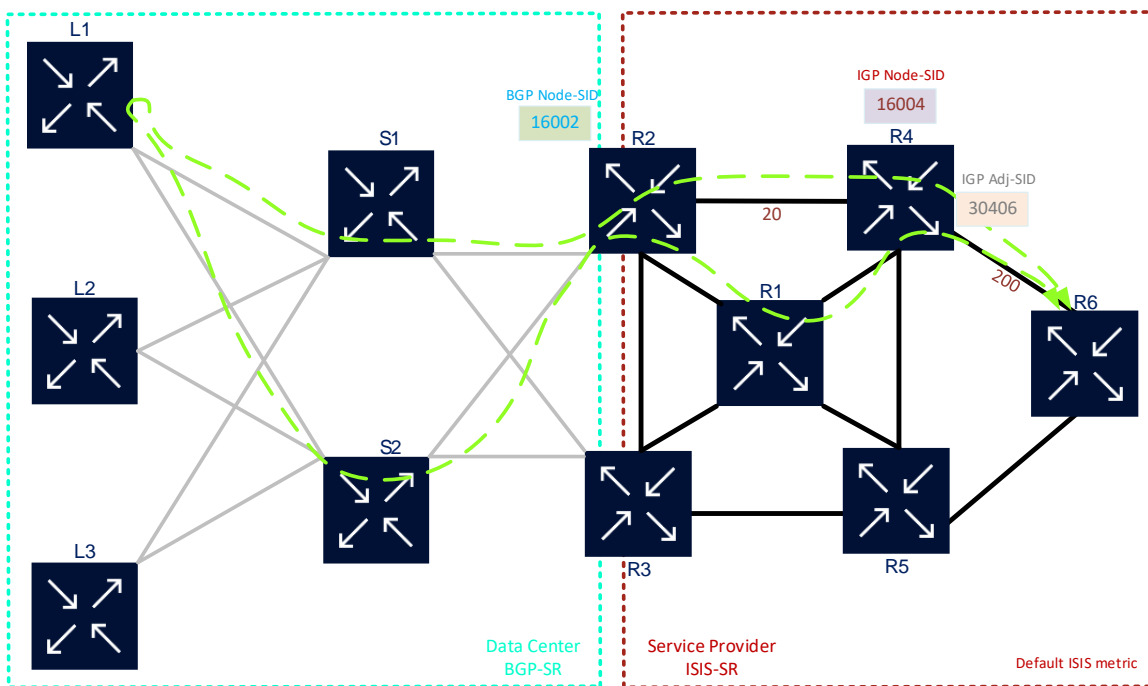 L1
BGP Node-SID
16002
IGP Node-SID
16004
S1
R2
R4
IGP Adj-SID
30406
20
L2
R1
200
R6
S2
L3
R3
R5
Data Center
BGP-SR
Service Provider
ISIS-SR
Default ISIS metric